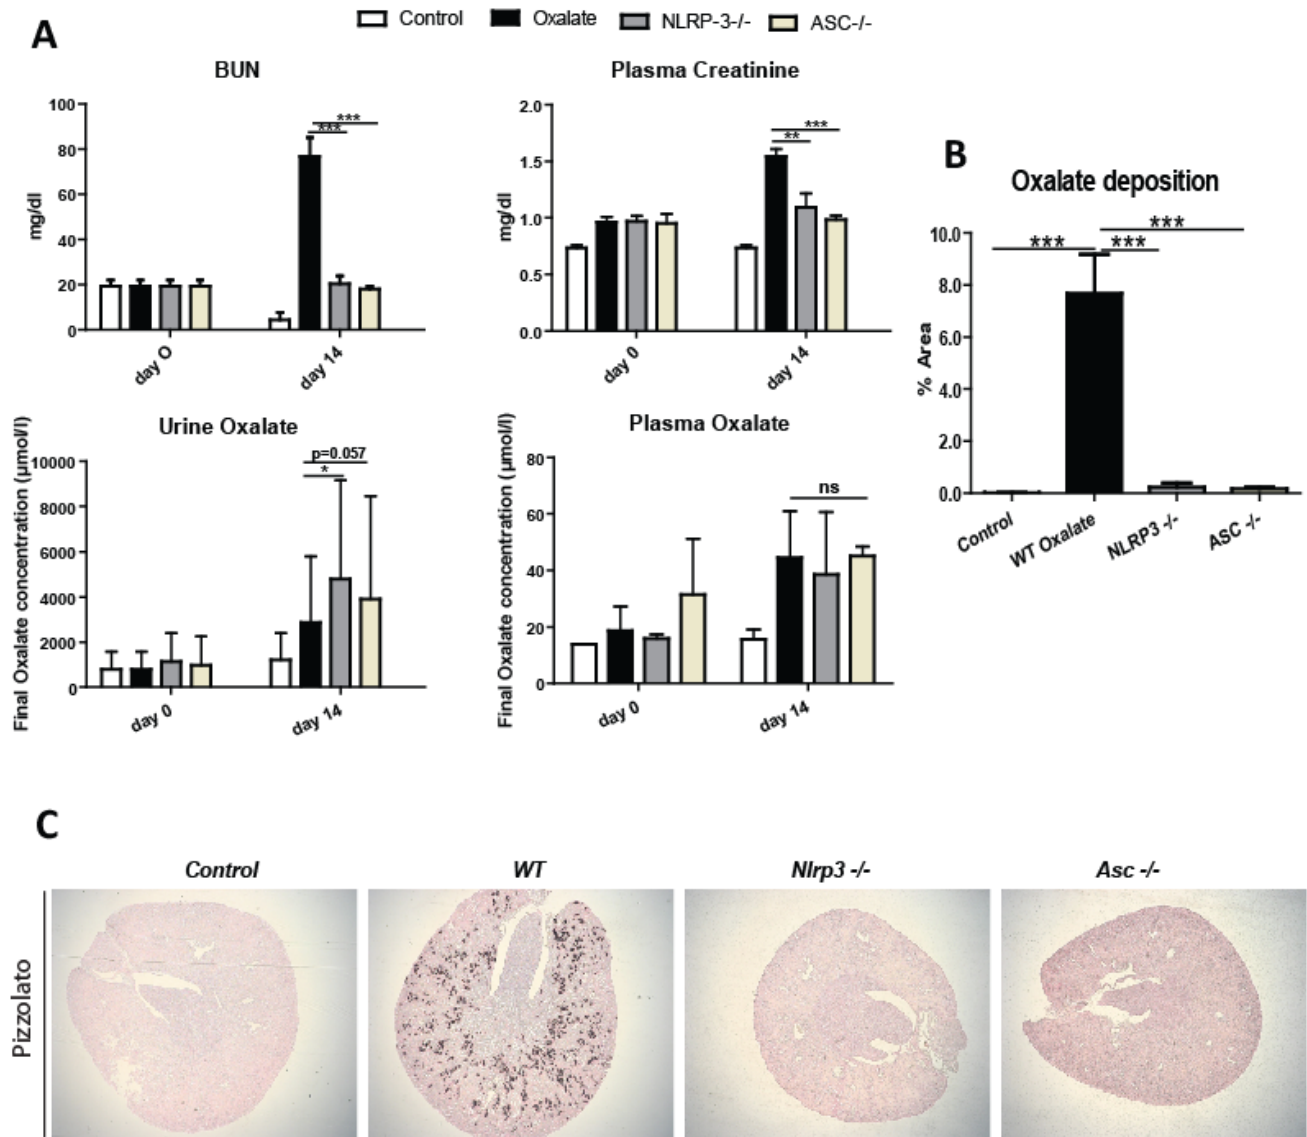 Control Oxalate NLRP-3-/- ASC-/-
A
BUN
mg/dl
100
80
60
40
20
0
***
***
day O
day 14
Plasma Creatinine
mg/dl
2.0
1.5
1.0
0.5
0.0
***
**
day 0
day 14
Urine Oxalate
Final Oxalate concentration (µmol/l)
10000
8000
6000
4000
2000
0
p=0.057
*
day 0
day 14
Plasma Oxalate
Final Oxalate concentration (µmol/l)
80
60
40
20
0
ns
day 0
day 14
B
Oxalate deposition
% Area
10.0
8.0
6.0
4.0
2.0
0.0
***
***
***
Control
WT Oxalate
NLRP3 -/-
ASC -/-
C
Control WT Nlrp3 -/- Asc -/-
Pizzolato